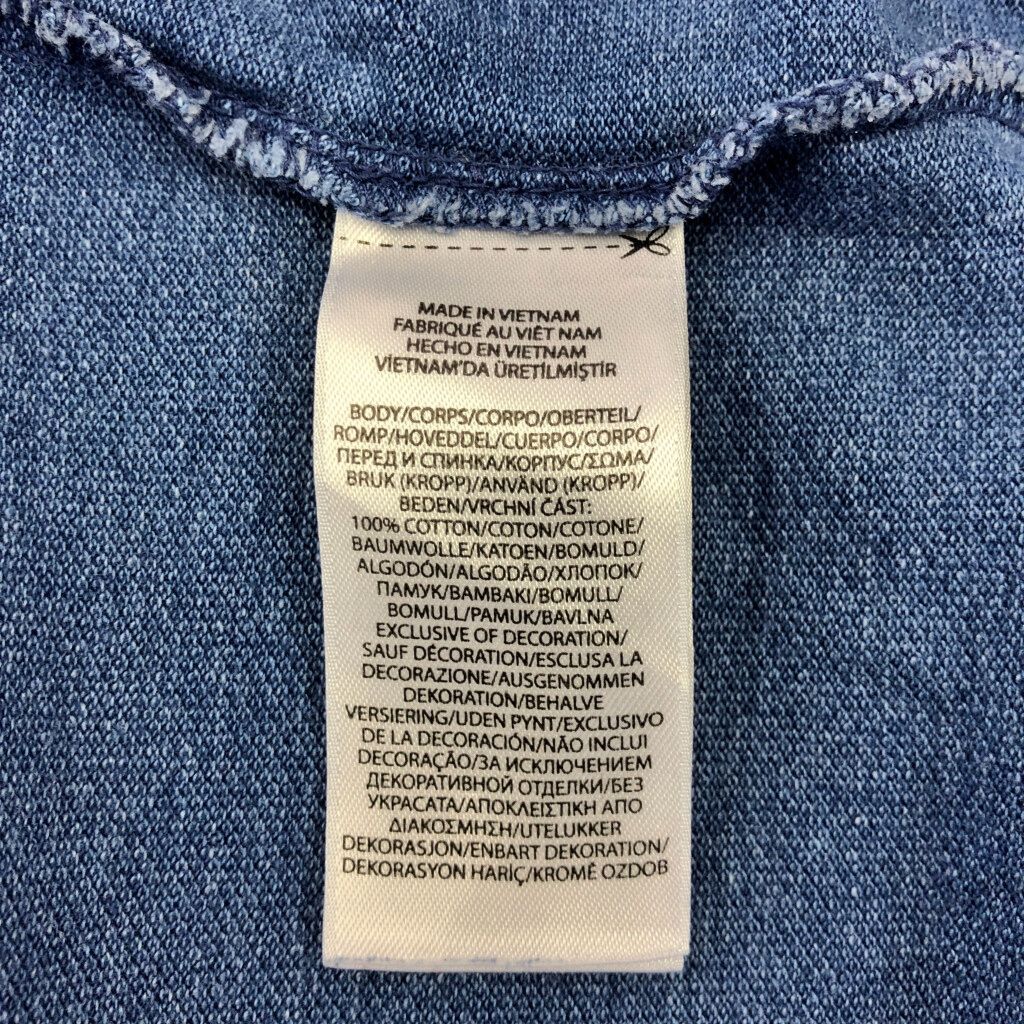 MADE IN VIETNAM
FABRIQUÉ AU VIÊT NAM
HECHO EN VIETNAM
VİETNAM'DA ÜRETİLMİŞTİR
BODY/CORPS/CORPO/OBERTEIL/
ROMP/HOVEDDEL/CUERPO/CORPO/
ПЕРЕД И СПИНКА/КОРПУС/ΣΩΜΑ/
BRUK (KROPP)/ANVÄND (KROPP)/
BEDEN/VRCHNÍ ČÁST:
100% COTTON/COTON/COTONE/
BAUMWOLLE/KATOEN/BOMULD/
ALGODÓN/ALGODÃO/ХЛОПОК/
ПАМУК/ΒΑΜΒΑΚΙ/BOMULL/
BOMULL/PAMUK/BAVLNA
EXCLUSIVE OF DECORATION/
SAUF DÉCORATION/ESCLUSA LA
DECORAZIONE/AUSGENOMMEN
DEKORATION/BEHALVE
VERSIERING/UDEN PYNT/EXCLUSIVO
DE LA DECORACIÓN/NÃO INCLUI
DECORAÇÃO/ЗА ИСКЛЮЧЕНИЕМ
ДЕКОРАТИВНОЙ ОТДЕЛКИ/БЕЗ
УКРАСАТА/ΑΠΟΚΛΕΙΣΤΙΚΗ ΑΠΟ
ΔΙΑΚΟΣΜΗΣΗ/UTELUKKER
DEKORASJON/ENBART DEKORATION/
DEKORASYON HARİÇ/KROMĚ OZDOB